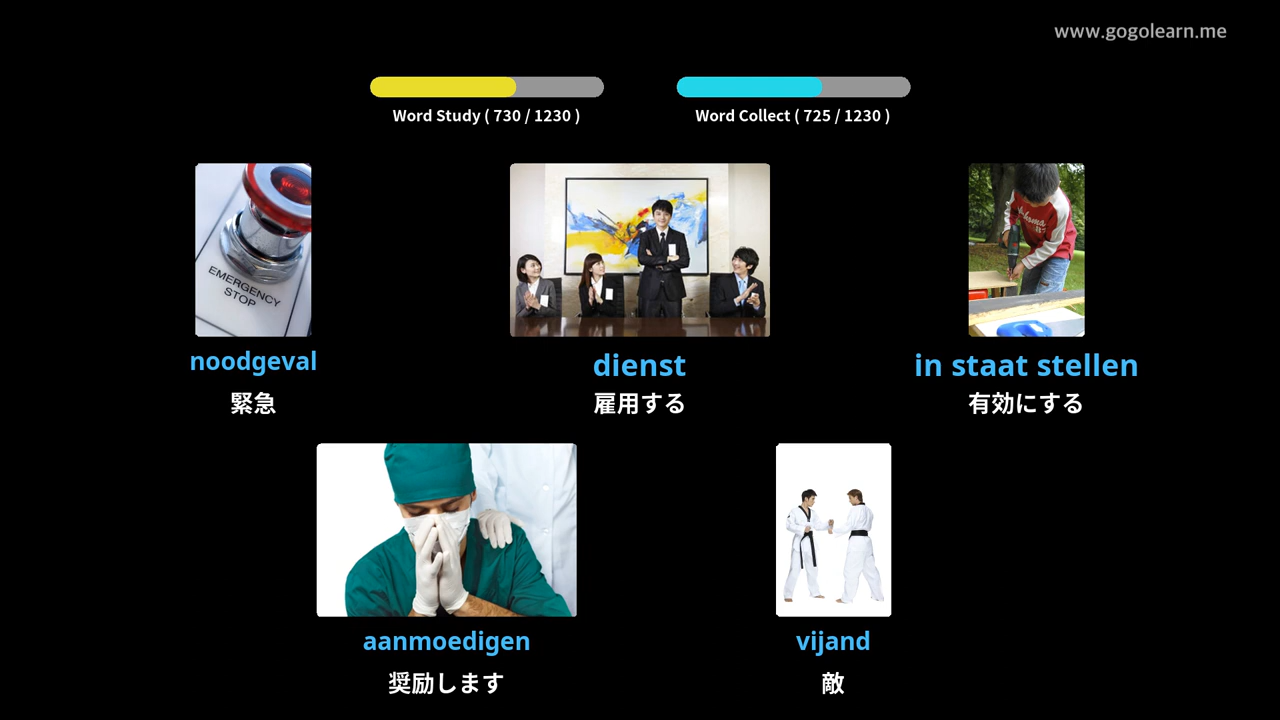 www.gogolearn.me
Word Study ( 730 / 1230 )
Word Collect ( 725 / 1230 )
EMERGENCY
STOP
noodgeval
緊急
dienst
雇用する
in staat stellen
有効にする
aanmoedigen
奨励します
vijand
敵